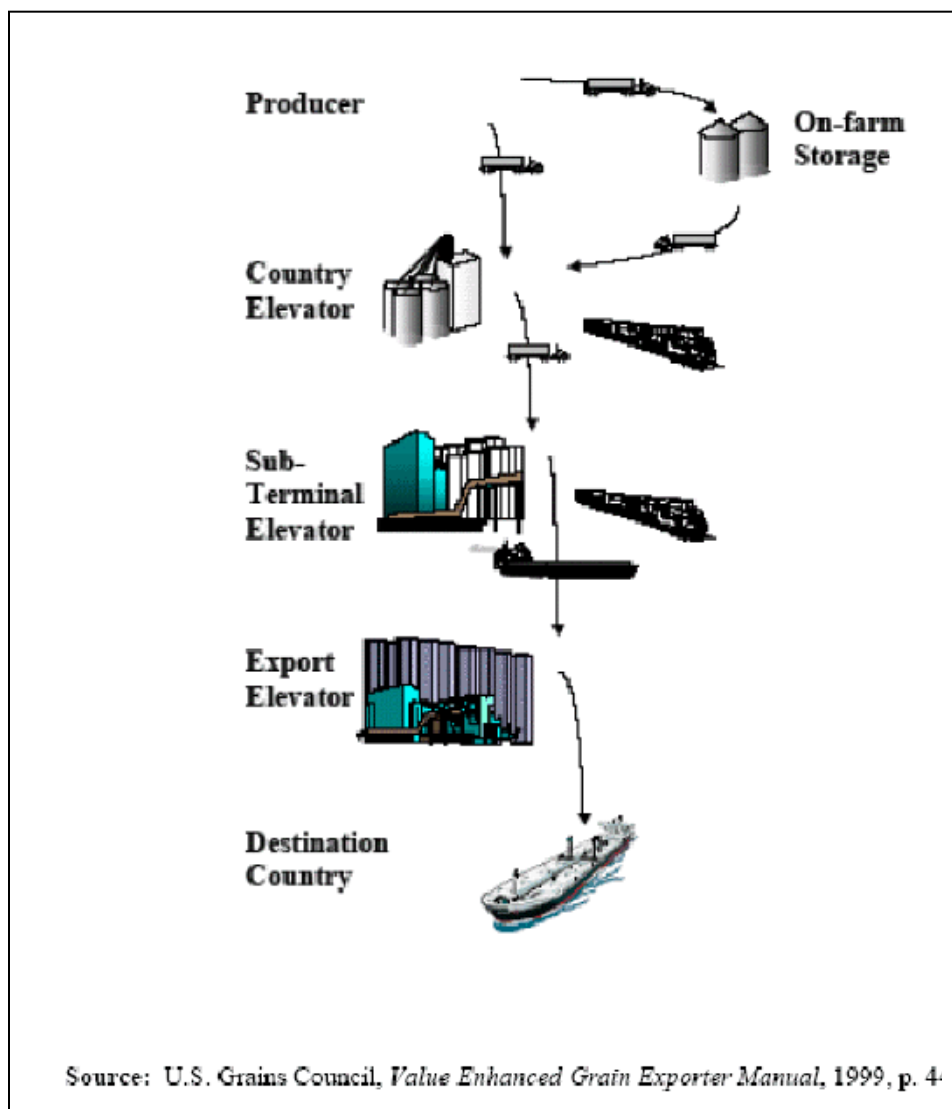 Producer
On-farm
Storage
Country
Elevator
Sub-
Terminal
Elevator
Export
Elevator
Destination
Country
Source: U.S. Grains Council, Value Enhanced Grain Exporter Manual, 1999, p.